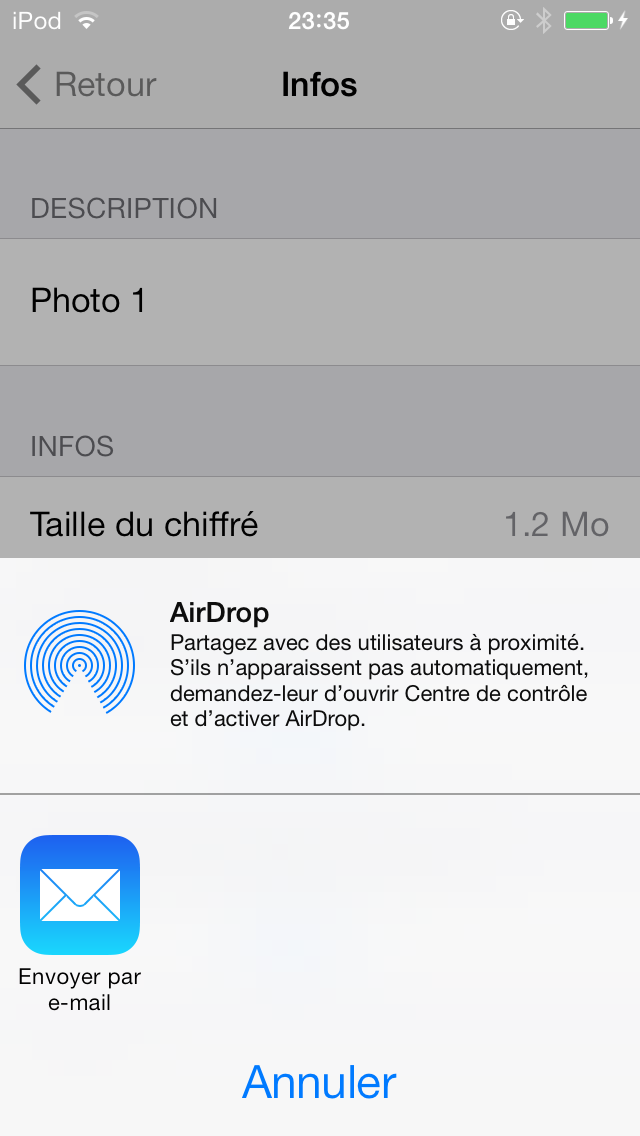 iPod 23:35
Retour Infos
DESCRIPTION
Photo 1
INFOS
Taille du chiffré 1.2 Mo
AirDrop
Partagez avec des utilisateurs à proximité.
S’ils n’apparaissent pas automatiquement,
demandez-leur d’ouvrir Centre de contrôle
et d’activer AirDrop.
Envoyer par
e-mail
Annuler